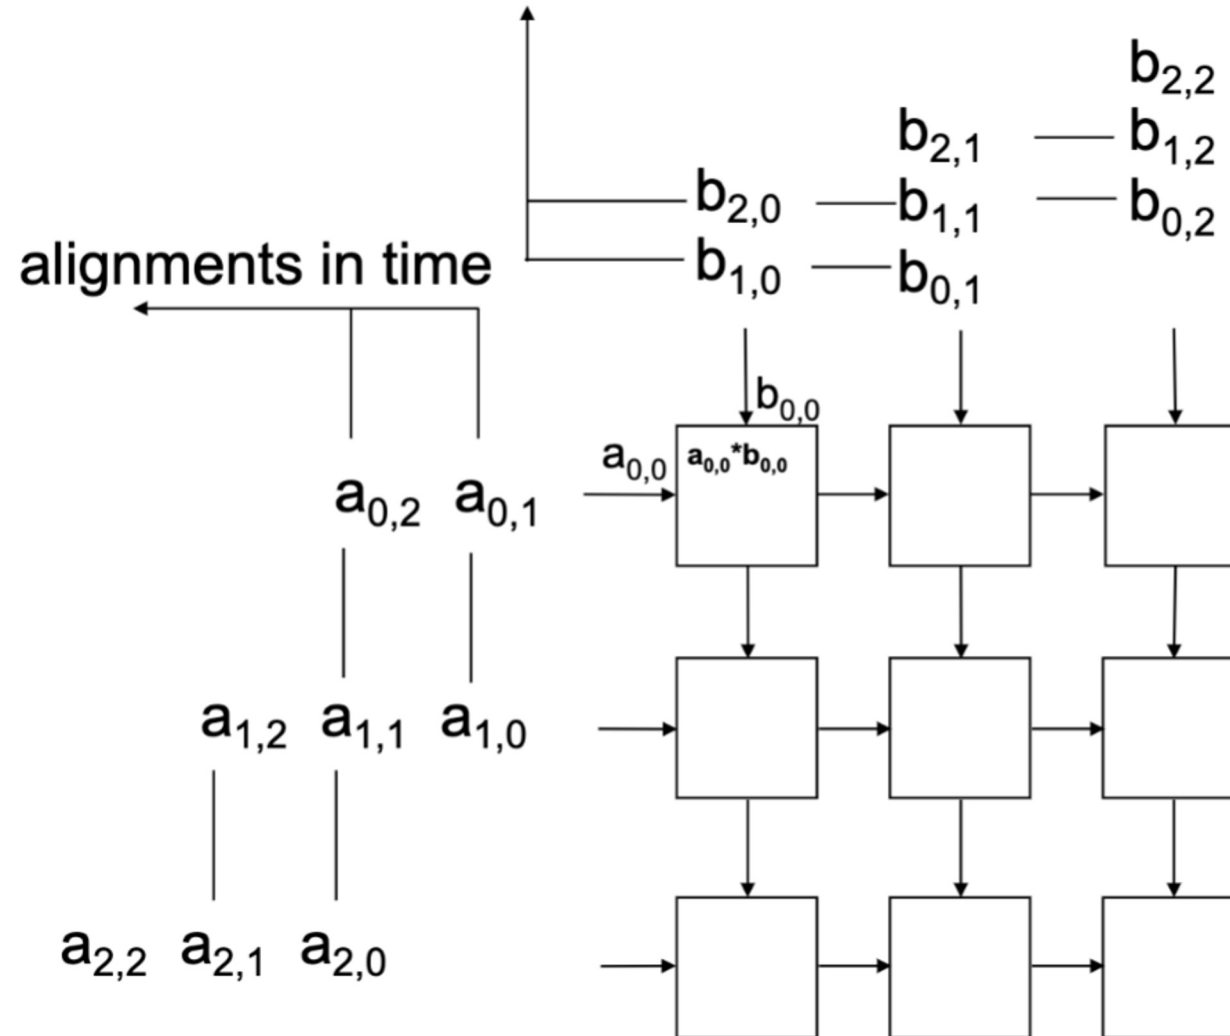 b2,2
b2,1 b1,2
b2,0 b1,1 b0,2
alignments in time b1,0 b0,1
b0,0
a0,0 a0,0*b0,0
a0,2 a0,1
a1,2 a1,1 a1,0
a2,2 a2,1 a2,0